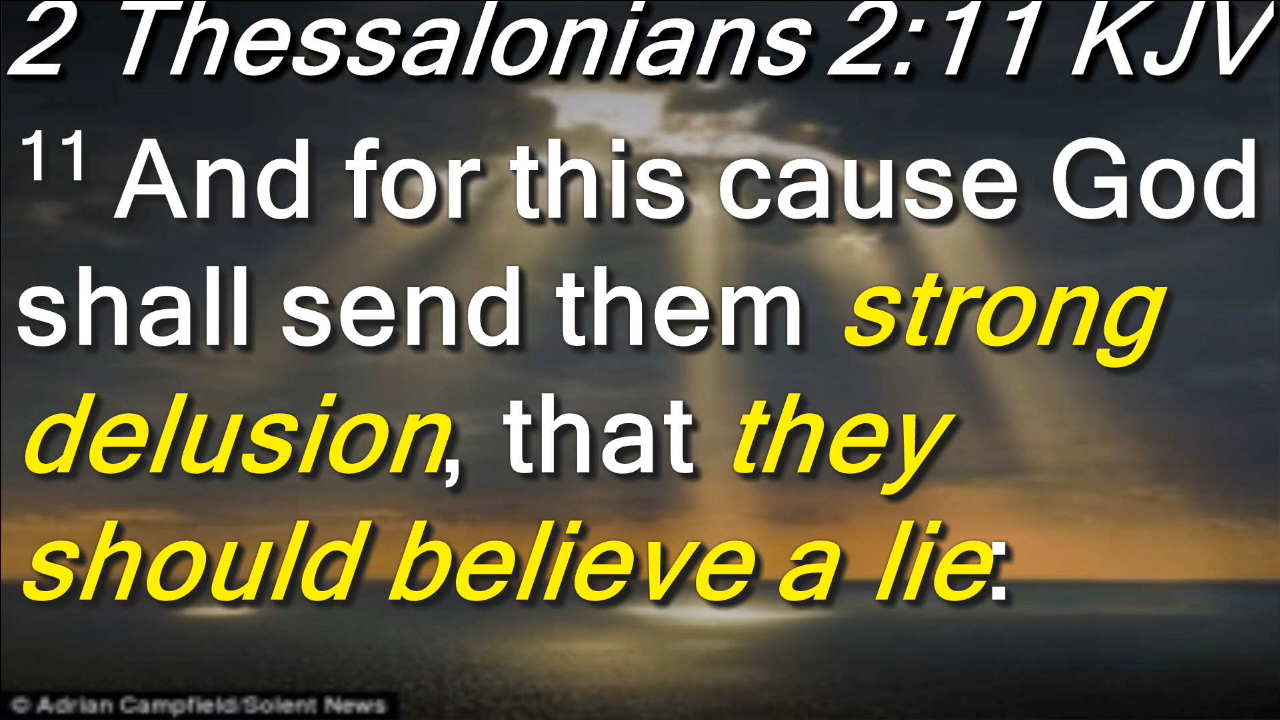 2 Thessalonians 2:11 KJV
11 And for this cause God
shall send them strong
delusion, that they
should believe a lie:
© Adrian Campfield/Solent News